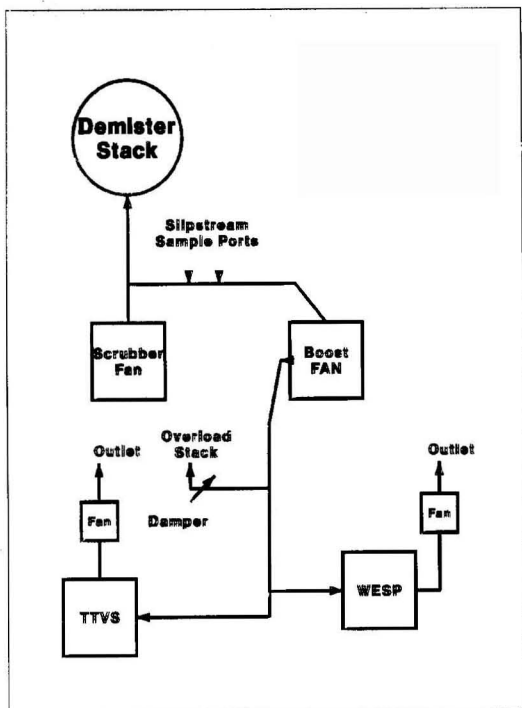 Demister
Stack
Slipstream
Sample Ports
Scrubber
Fan
Boost
FAN
Overload
Stack
Outlet
Outlet
Damper
Fan
Fan
TTVS
WESP